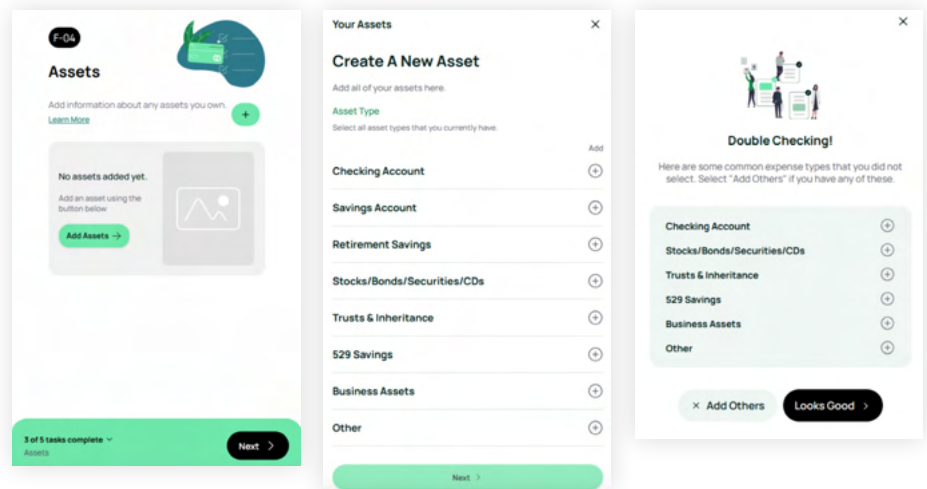 F-04
Assets
Add information about any assets you own.
Learn More
+
No assets added yet.
Add an asset using the
button below
Add Assets →
3 of 5 tasks complete
Assets
Next >
Your Assets
Create A New Asset
Add all of your assets here.
Asset Type
Select all asset types that you currently have.
Add
Checking Account
Savings Account
Retirement Savings
Stocks/Bonds/Securities/CDs
Trusts & Inheritance
529 Savings
Business Assets
Other
Next >
Double Checking!
Here are some common expense types that you did not
select. Select "Add Others" if you have any of these.
Checking Account
Stocks/Bonds/Securities/CDs
Trusts & Inheritance
529 Savings
Business Assets
Other
× Add Others
Looks Good >